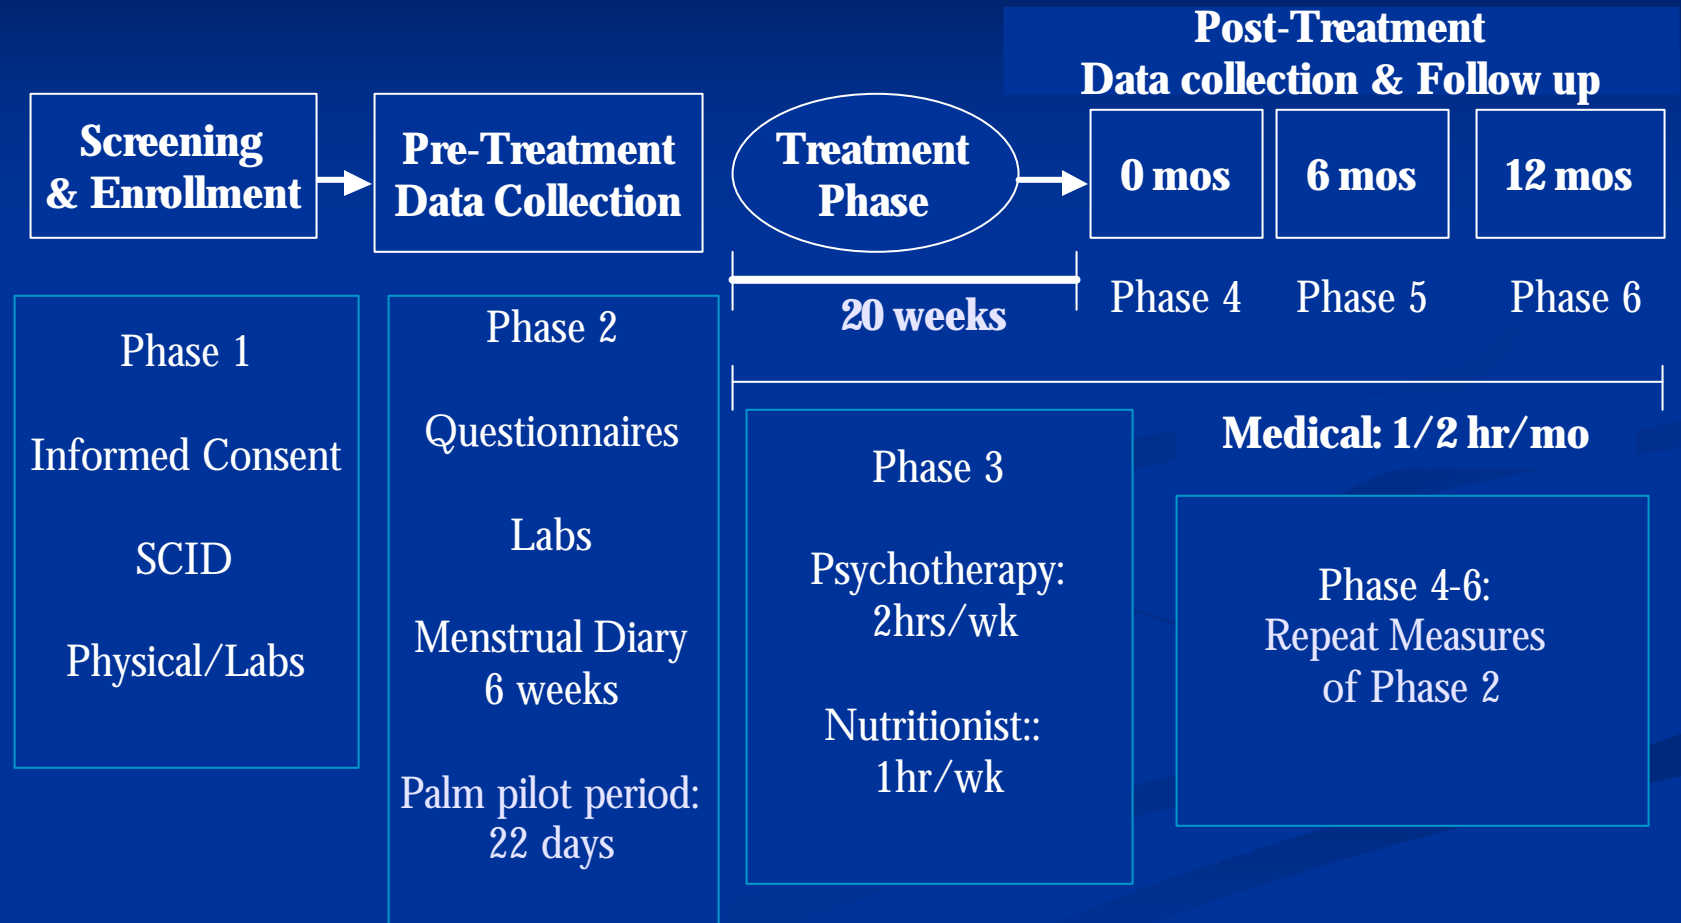 Post-Treatment
Data collection & Follow up
Screening
& Enrollment
Pre-Treatment
Data Collection
Treatment
Phase
0 mos
6 mos
12 mos
20 weeks
Phase 4
Phase 5
Phase 6
Phase 1
Informed Consent
SCID
Physical/Labs
Phase 2
Questionnaires
Labs
Menstrual Diary
6 weeks
Palm pilot period:
22 days
Phase 3
Psychotherapy:
2hrs/wk
Nutritionist::
1hr/wk
Medical: 1/2 hr/mo
Phase 4-6:
Repeat Measures
of Phase 2